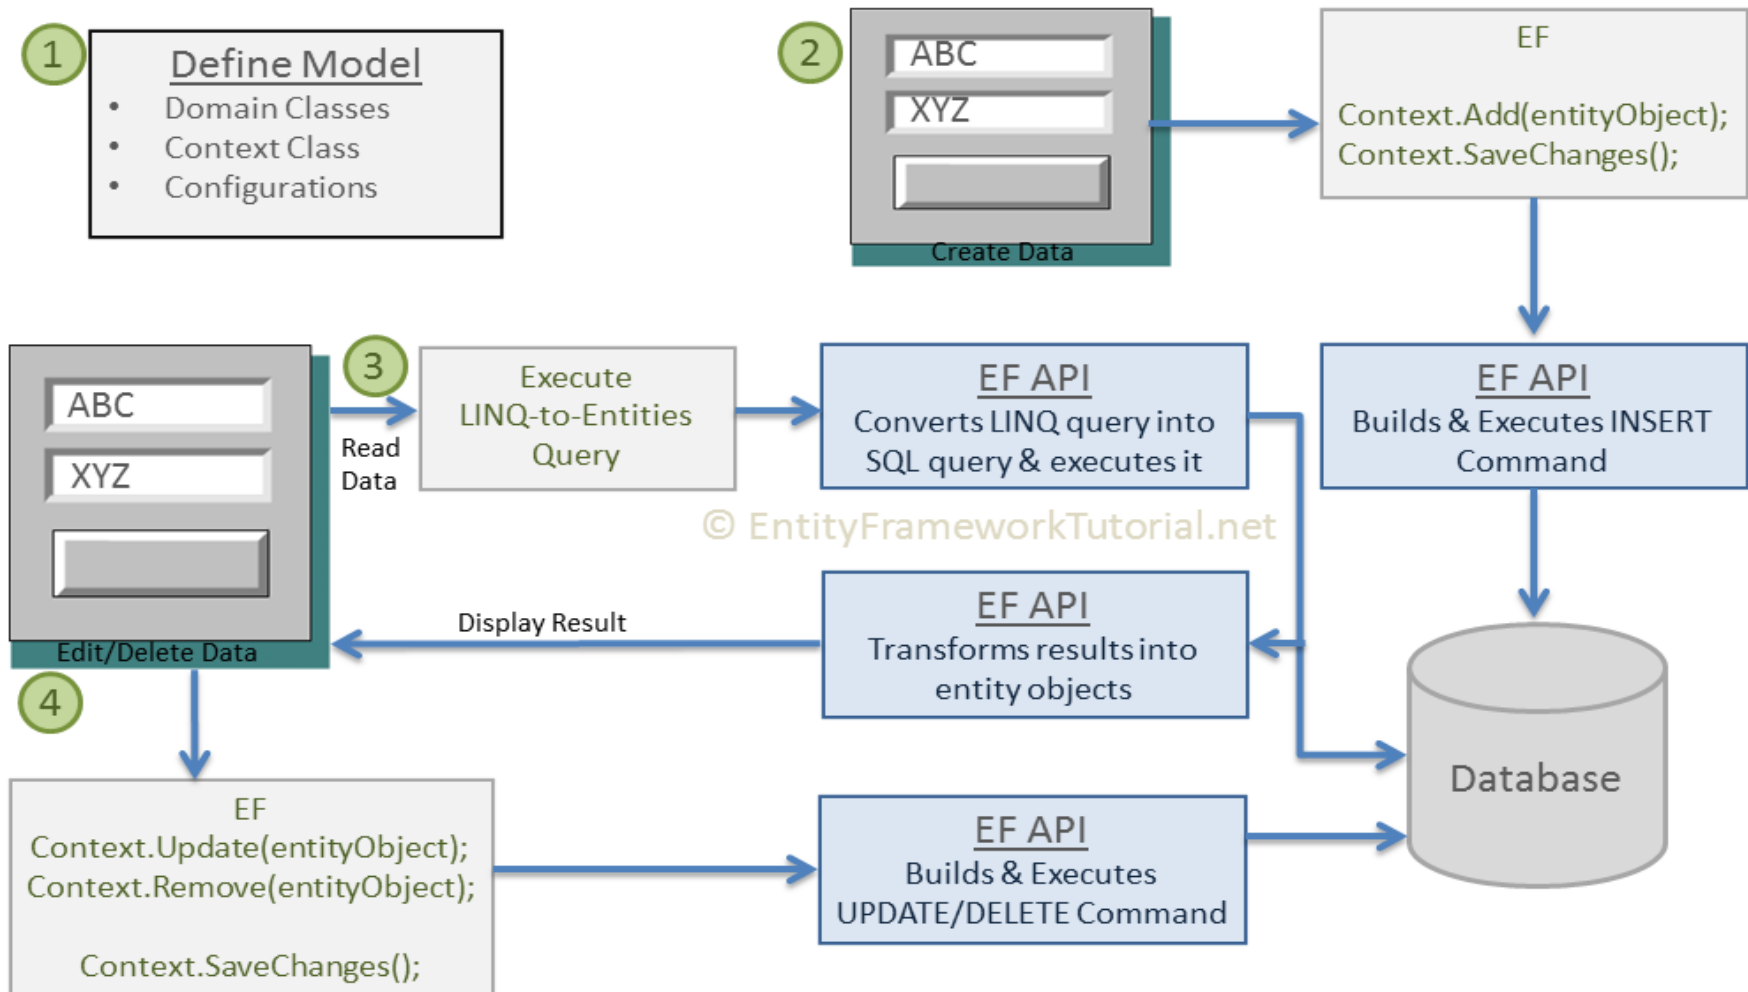 1
Define Model
• Domain Classes
• Context Class
• Configurations
2
ABC
XYZ
Create Data
EF
Context.Add(entityObject);
Context.SaveChanges();
ABC
XYZ
Edit/Delete Data
3
Read
Data
Execute
LINQ-to-Entities
Query
EF API
Converts LINQ query into
SQL query & executes it
EF API
Builds & Executes INSERT
Command
© EntityFrameworkTutorial.net
Display Result
EF API
Transforms results into
entity objects
Database
4
EF
Context.Update(entityObject);
Context.Remove(entityObject);
Context.SaveChanges();
EF API
Builds & Executes
UPDATE/DELETE Command